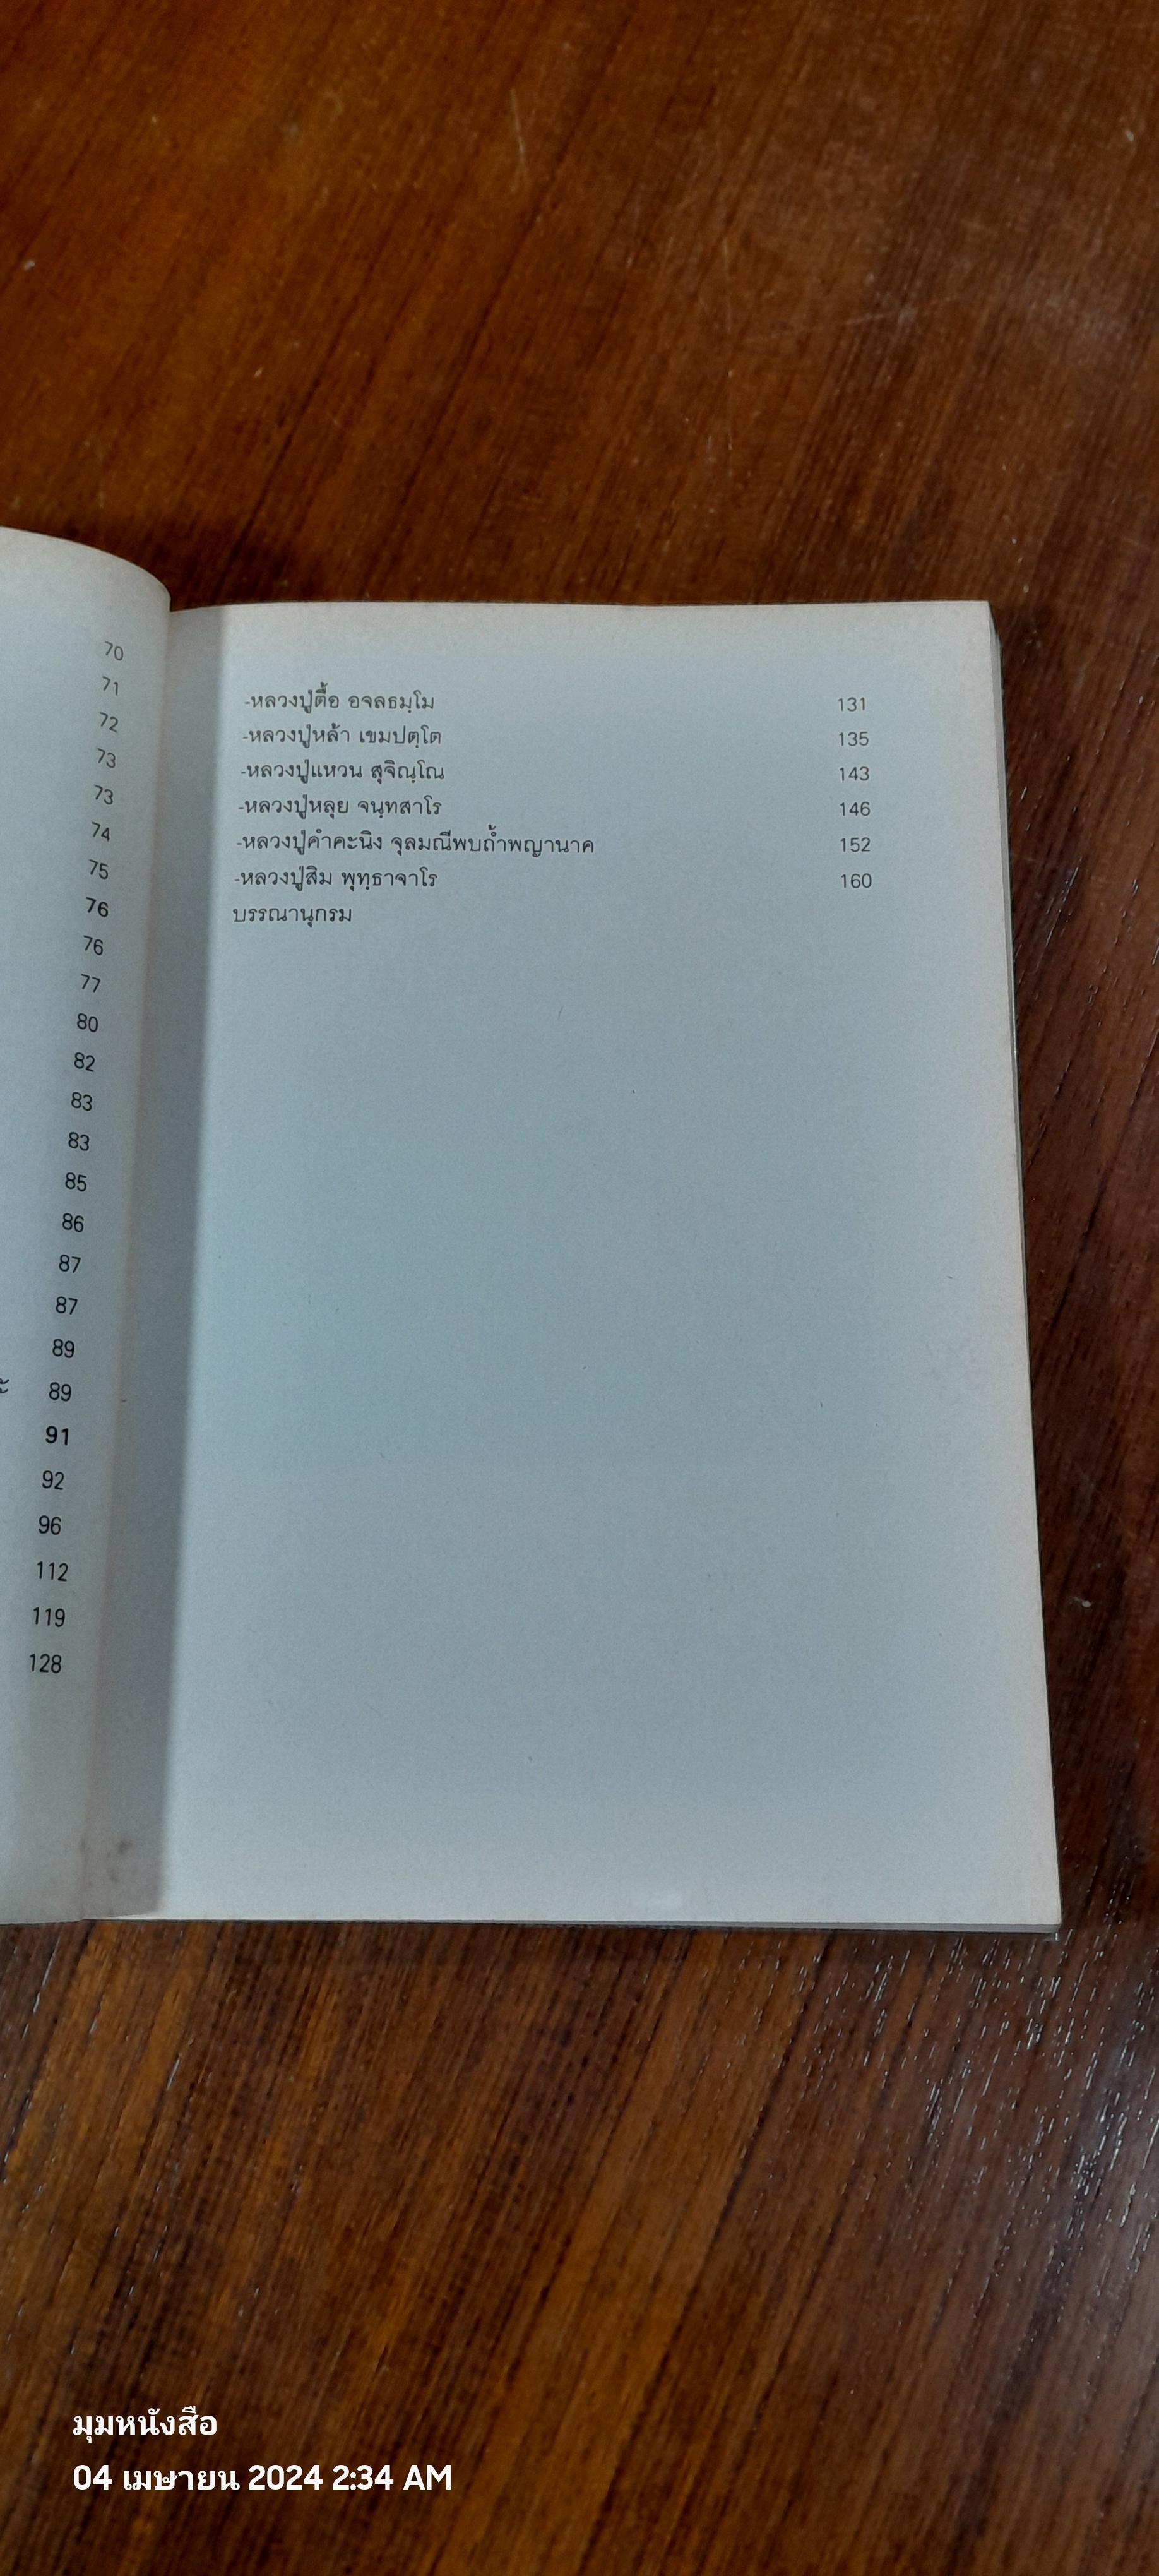 70
71
72
73
73
74
75
76
76
77
80
82
83
83
85
86
87
87
89
89
91
92
96
112
119
128
-หลวงปู่ตื้อ อจลธมฺโม 131
-หลวงปู่หล้า เขมปตฺโต 135
-หลวงปู่แหวน สุจิณฺโณ 143
-หลวงปู่หลุย จนฺทสาโร 146
-หลวงปู่คำคะนิง จุลมณีพบถ้ำพญานาค 152
-หลวงปู่สิม พุทฺธาจาโร 160
บรรณานุกรม
มุมหนังสือ
04 เมษายน 2024 2:34 AM